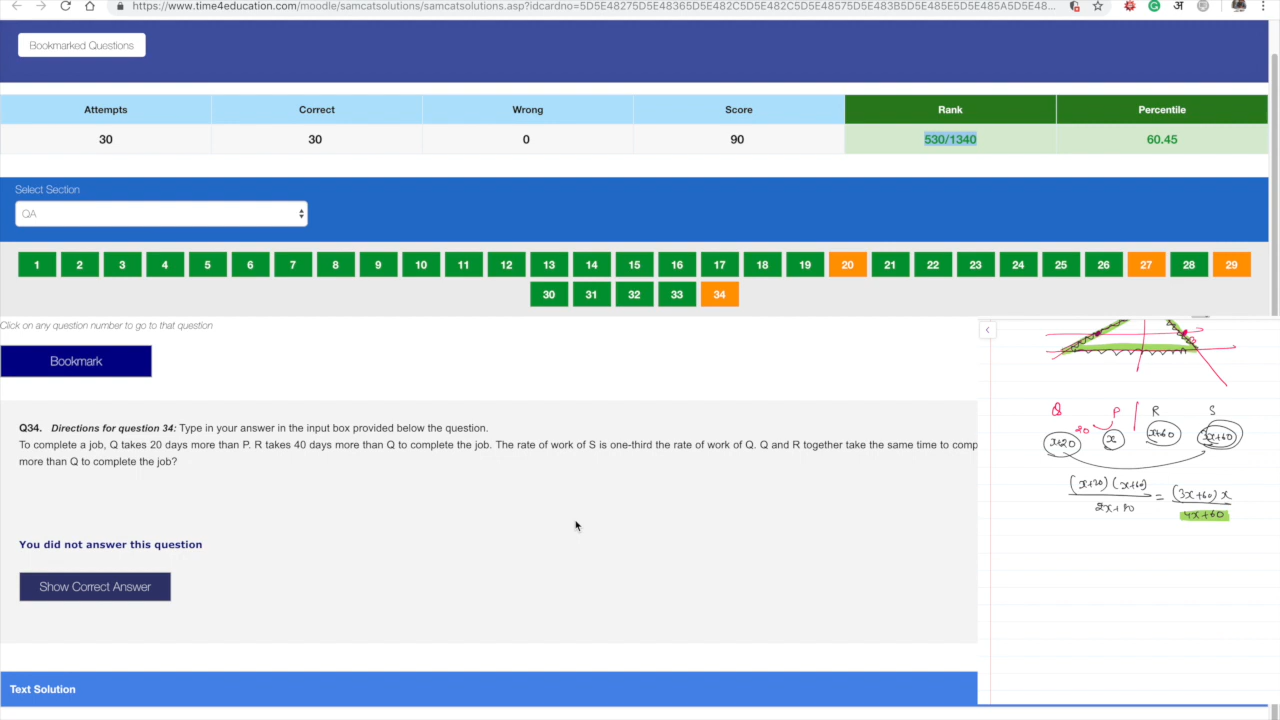 https://www.time4education.com/moodle/samcatsolutions/samcatsolutions.asp?idcardno=5D5E48275D5E48365D5E482C5D5E482D5D5E48575D5E483B5D5E485E5D5E485A5D5E48...
अ
Bookmarked Questions
Attempts Correct Wrong Score Rank Percentile
30 30 0 90 530/1340 60.45
Select Section
QA
1 2 3 4 5 6 7 8 9 10 11 12 13 14 15 16 17 18 19 20 21 22 23 24 25 26 27 28 29
30 31 32 33 34
Click on any question number to go to that question
Bookmark
Q34. Directions for question 34: Type in your answer in the input box provided below the question.
To complete a job, Q takes 20 days more than P. R takes 40 days more than Q to complete the job. The rate of work of S is one-third the rate of work of Q. Q and R together take the same time to comp
more than Q to complete the job?
You did not answer this question
Show Correct Answer
Text Solution
Q P R S
20
x+20 x x+60 3x+60
(x+20) (x+60) = (3x+60) x
2x+80 4x+60